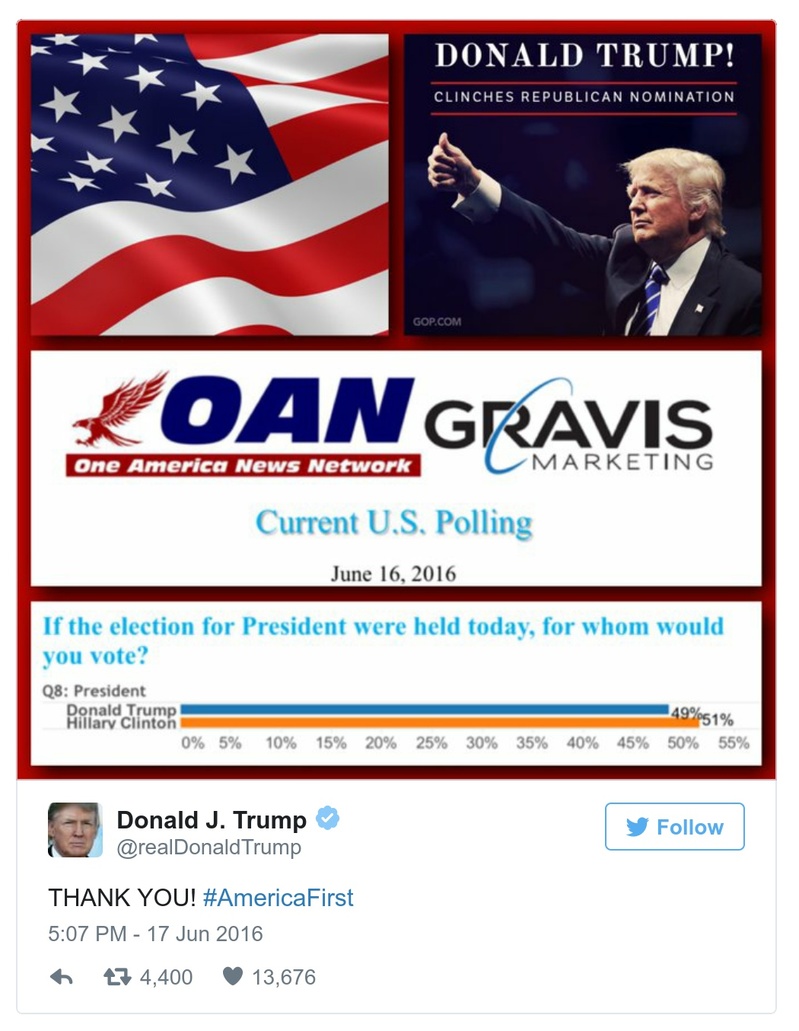 DONALD TRUMP!
CLINCHES REPUBLICAN NOMINATION
GOP.COM
OAN
One America News Network
GRAVIS
MARKETING
Current U.S. Polling
June 16, 2016
If the election for President were held today, for whom would
you vote?
Q8: President
Donald Trump 49%
Hillary Clinton 51%
0% 5% 10% 15% 20% 25% 30% 35% 40% 45% 50% 55%
Donald J. Trump
@realDonaldTrump
Follow
THANK YOU! #AmericaFirst
5:07 PM - 17 Jun 2016
4,400 13,676